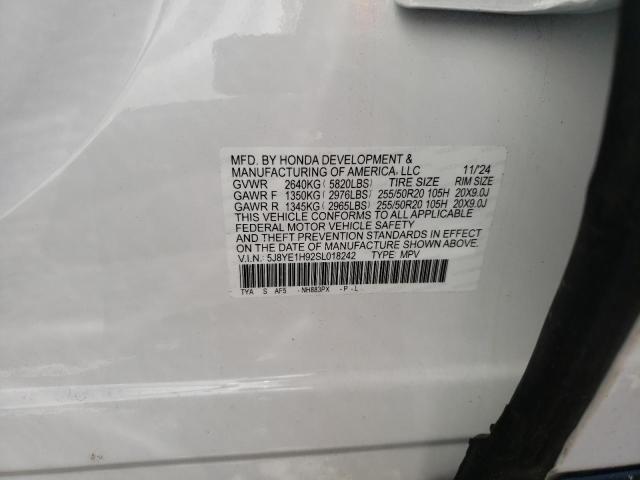 MFD. BY HONDA DEVELOPMENT &
MANUFACTURING OF AMERICA, LLC 11/24
GVWR 2640KG ( 5820LBS) TIRE SIZE RIM SIZE
GAWR F 1350KG ( 2976LBS) 255/50R20 105H 20X9.0J
GAWR R 1345KG ( 2965LBS) 255/50R20 105H 20X9.0J
THIS VEHICLE CONFORMS TO ALL APPLICABLE
FEDERAL MOTOR VEHICLE SAFETY
AND THEFT PREVENTION STANDARDS IN EFFECT
ON THE DATE OF MANUFACTURE SHOWN ABOVE.
V.I.N.: 5J8YE1H92SL018242 TYPE MPV
TYA S AF5 -NH883PX -P -L